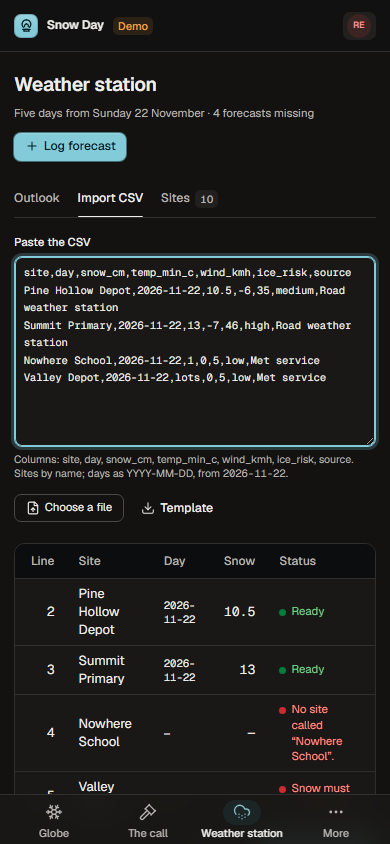 Snow Day Demo RE
Weather station
Five days from Sunday 22 November · 4 forecasts missing
+ Log forecast
Outlook Import CSV Sites 10
Paste the CSV
site,day,snow_cm,temp_min_c,wind_kmh,ice_risk,source
Pine Hollow Depot,2026-11-22,10.5,-6,35,medium,Road
weather station
Summit Primary,2026-11-22,13,-7,46,high,Road weather
station
Nowhere School,2026-11-22,1,0,5,low,Met service
Valley Depot,2026-11-22,lots,0,5,low,Met service
Columns: site, day, snow_cm, temp_min_c, wind_kmh, ice_risk, source.
Sites by name; days as YYYY-MM-DD, from 2026-11-22.
Choose a file Template
Line Site Day Snow Status
2 Pine Hollow Depot 2026-11-22 10.5 Ready
3 Summit Primary 2026-11-22 13 Ready
4 Nowhere School – – No site called “Nowhere School”.
5 Valley Snow must
Globe The call Weather station More